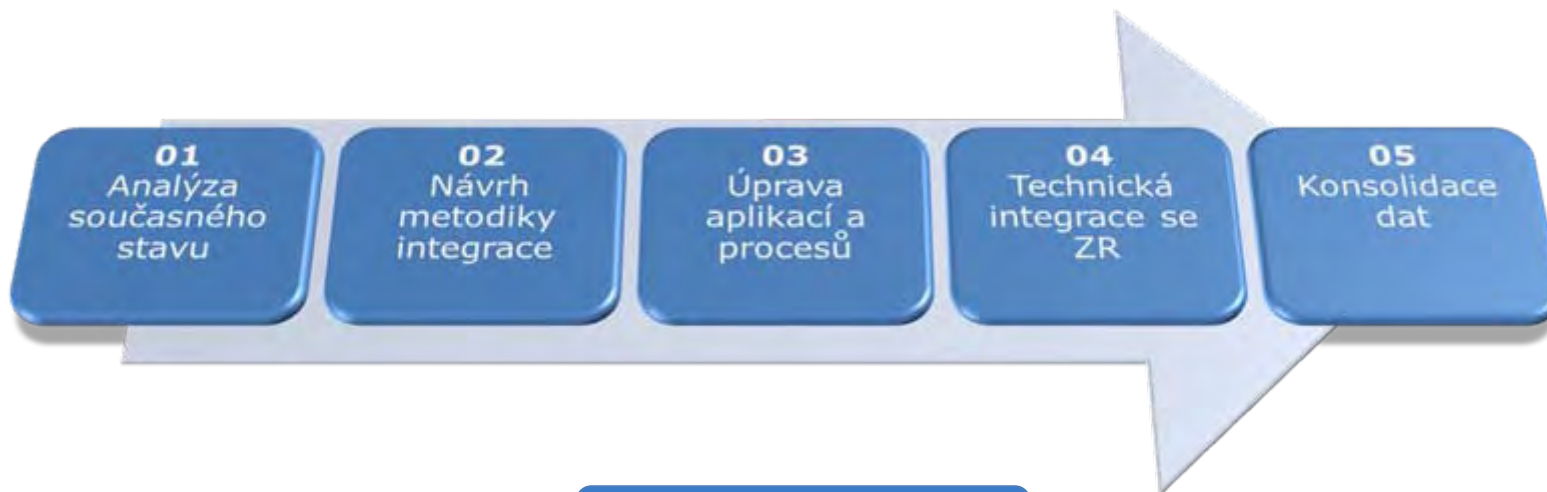 01
Analýza
současného
stavu
02
Návrh
metodiky
integrace
03
Úprava
aplikací a
procesů
04
Technická
integrace se
ZR
05
Konsolidace
dat